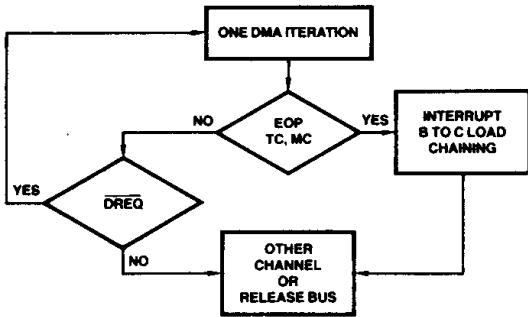 ONE DMA ITERATION
NO
EOP
TC, MC
YES
INTERRUPT
B TO C LOAD
CHAINING
YES
DREQ
NO
OTHER
CHANNEL
OR
RELEASE BUS